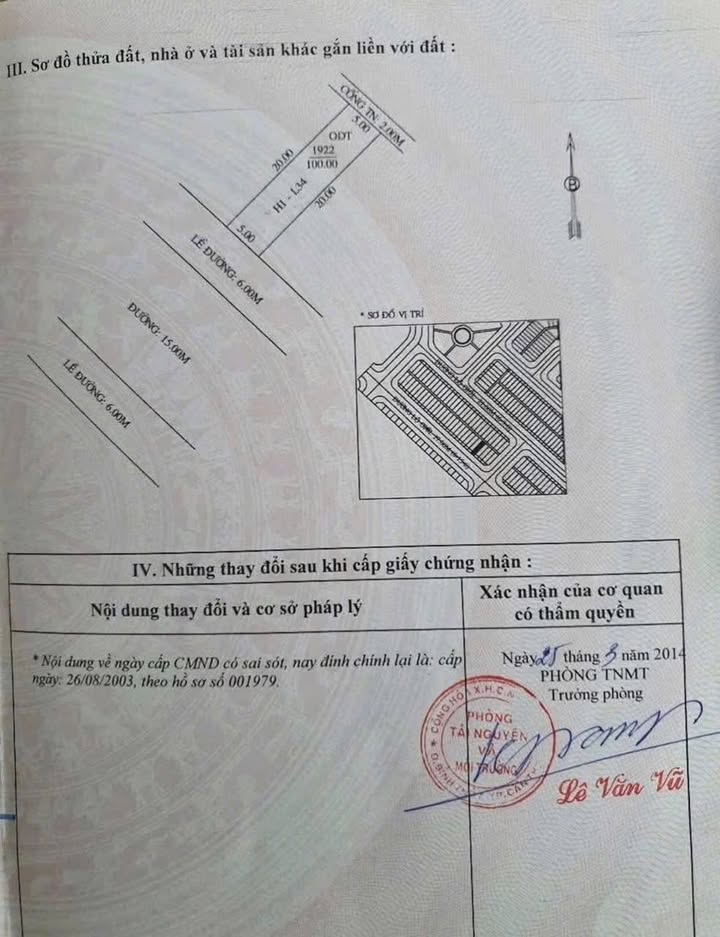 III. Sơ đồ thửa đất, nhà ở và tài sản khác gắn liền với đất :
CỐNG TN: 2.00M
5.00
ODT
1922
100.00
20.00
H1 - L34
20.00
5.00
LỀ ĐƯỜNG: 6.00M
ĐƯỜNG: 15.00M
LỀ ĐƯỜNG: 6.00M
B
* SƠ ĐỒ VỊ TRÍ
IV. Những thay đổi sau khi cấp giấy chứng nhận :
Nội dung thay đổi và cơ sở pháp lý
Xác nhận của cơ quan
có thẩm quyền
* Nội dung về ngày cấp CMND có sai sót, nay đính chính lại là: cấp
ngày: 26/08/2003, theo hồ sơ số 001979.
Ngày 25 tháng 3 năm 2014
PHÒNG TNMT
Trưởng phòng
CỘNG HÒA X.H.C.N
PHÒNG
TÀI NGUYÊN
VÀ
MÔI TRƯỜNG
Lê Văn Vũ